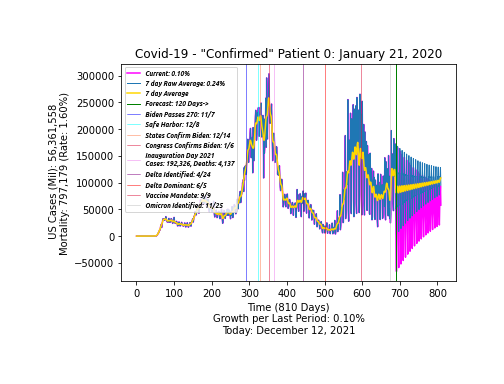 Covid-19 - "Confirmed" Patient 0: January 21, 2020
US Cases (Mil): 56,361,558
Mortality: 797,179 (Rate: 1.60%)
300000
250000
200000
150000
100000
50000
0
−50000
Current: 0.10%
7 day Raw Average: 0.24%
7 day Average
Forecast: 120 Days->
Biden Passes 270: 11/7
Safe Harbor: 12/8
States Confirm Biden: 12/14
Congress Confirms Biden: 1/6
Inauguration Day 2021
Cases: 192,326, Deaths: 4,137
Delta Identified: 4/24
Delta Dominant: 6/5
Vaccine Mandate: 9/9
Omicron Identified: 11/25
0 100 200 300 400 500 600 700 800
Time (810 Days)
Growth per Last Period: 0.10%
Today: December 12, 2021